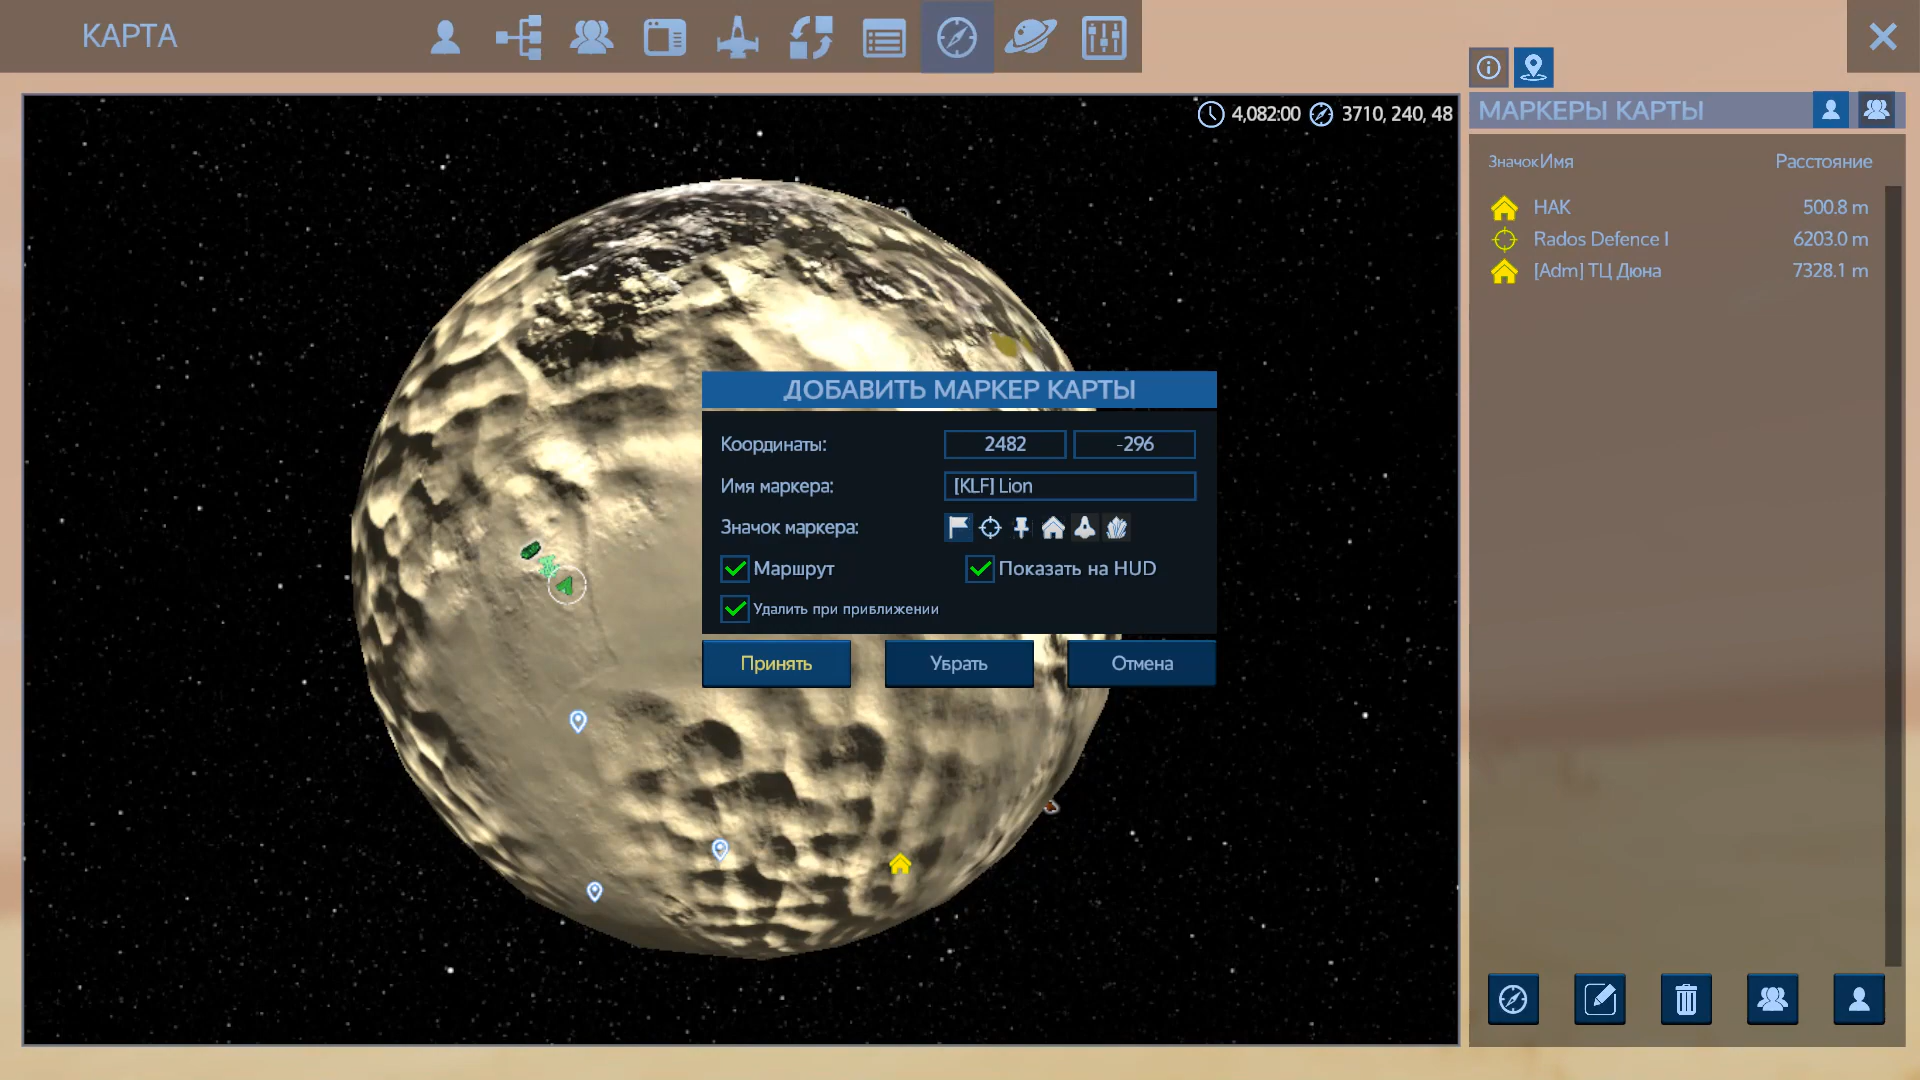 КАРТА
4,082:00 3710, 240, 48
МАРКЕРЫ КАРТЫ
Значок Имя Расстояние
НАК 500.8 m
Rados Defence I 6203.0 m
[Adm] ТЦ Дюна 7328.1 m
ДОБАВИТЬ МАРКЕР КАРТЫ
Координаты: 2482 -296
Имя маркера: [KLF] Lion
Значок маркера:
Маршрут Показать на HUD
Удалить при приближении
Принять Убрать Отмена